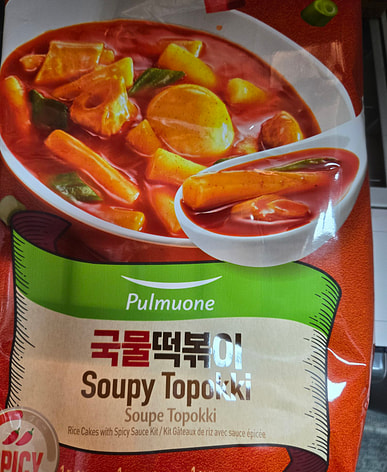 Pulmuone
국물떡볶이
Soupy Topokki
Soupe Topokki
Rice Cakes with Spicy Sauce Kit / Kit Gâteaux de riz avec sauce épicée
SPICY